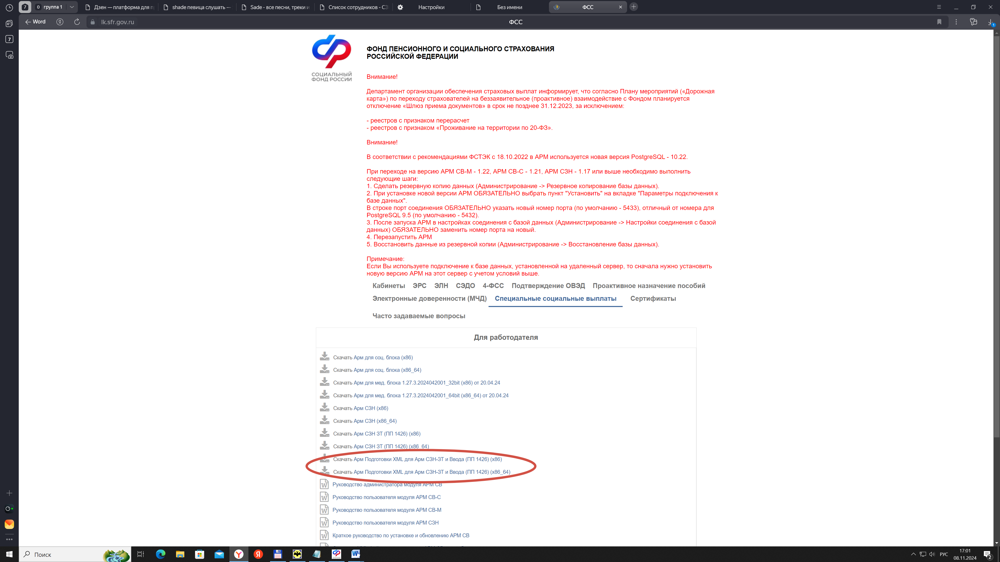 7
0 группа 1
Дзен — платформа для п
shade певица слушать —
Sade - все песни, треки и
Список сотрудников - СЗ
Настройки
Без имени
ФСС
Word
lk.sfr.gov.ru
ФСС
1
7
СОЦИАЛЬНЫЙ
ФОНД РОССИИ
ФОНД ПЕНСИОННОГО И СОЦИАЛЬНОГО СТРАХОВАНИЯ
РОССИЙСКОЙ ФЕДЕРАЦИИ
Внимание!
Департамент организации обеспечения страховых выплат информирует, что согласно Плану мероприятий («Дорожная
карта») по переходу страхователей на беззаявительное (проактивное) взаимодействие с Фондом планируется
отключение «Шлюз приема документов» в срок не позднее 31.12.2023, за исключением:
- реестров с признаком перерасчет
- реестров с признаком «Проживание на территории по 20-ФЗ».
Внимание!
В соответствии с рекомендациями ФСТЭК с 18.10.2022 в АРМ используется новая версия PostgreSQL - 10.22.
При переходе на версию АРМ СВ-М - 1.22, АРМ СВ-С - 1.21, АРМ СЗН - 1.17 или выше необходимо выполнить
следующие шаги:
1. Сделать резервную копию данных (Администрирование -> Резервное копирование базы данных).
2. При установке новой версии АРМ ОБЯЗАТЕЛЬНО выбрать пункт "Установить" на вкладке "Параметры подключения к
базе данных".
В строке порт соединения ОБЯЗАТЕЛЬНО указать новый номер порта (по умолчанию - 5433), отличный от номера для
PostgreSQL 9.5 (по умолчанию - 5432).
3. После запуска АРМ в настройках соединения с базой данных (Администрирование -> Настройки соединения с базой
данных) ОБЯЗАТЕЛЬНО заменить номер порта на новый.
4. Перезапустить АРМ
5. Восстановить данные из резервной копии (Администрирование -> Восстановление базы данных).
Примечание:
Если Вы используете подключение к базе данных, установленной на удаленный сервер, то сначала нужно установить
новую версию АРМ на этот сервер с учетом условий выше.
Кабинеты ЭРС ЭЛН СЭДО 4-ФСС Подтверждение ОВЭД Проактивное назначение пособий
Электронные доверенности (МЧД) Специальные социальные выплаты Сертификаты
Часто задаваемые вопросы
Для работодателя
Скачать Арм для соц. блока (x86)
Скачать Арм для соц. блока (x86_64)
Скачать Арм для мед. блока 1.27.3.2024042001_32bit (x86) от 20.04.24
Скачать Арм для мед. блока 1.27.3.2024042001_64bit (x86_64) от 20.04.24
Скачать Арм СЗН (x86)
Скачать Арм СЗН (x86_64)
Скачать Арм СЗН ЗТ (ПП 1426) (x86)
Скачать Арм СЗН ЗТ (ПП 1426) (x86_64)
Скачать Арм Подготовки XML для Арм СЗН-ЗТ и Ввода (ПП 1426) (x86)
Скачать Арм Подготовки XML для Арм СЗН-ЗТ и Ввода (ПП 1426) (x86_64)
Руководство администратора модуля АРМ СВ
Руководство пользователя модуля АРМ СВ-С
Руководство пользователя модуля АРМ СВ-М
Руководство пользователя модуля АРМ СЗН
Краткое руководство по установке и обновлению АРМ СВ
Поиск
РУС
17:01
08.11.2024
2